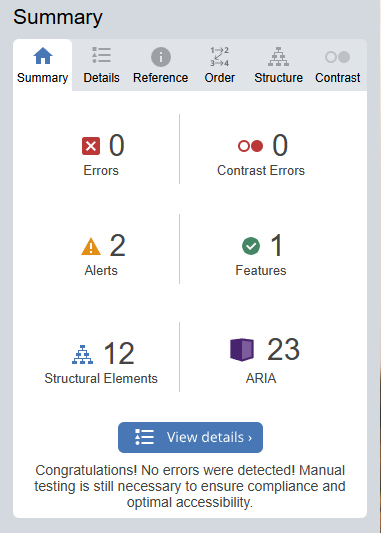 Summary
Summary Details Reference Order Structure Contrast
0 Errors
0 Contrast Errors
2 Alerts
1 Features
12 Structural Elements
23 ARIA
View details ›
Congratulations! No errors were detected! Manual
testing is still necessary to ensure compliance and
optimal accessibility.